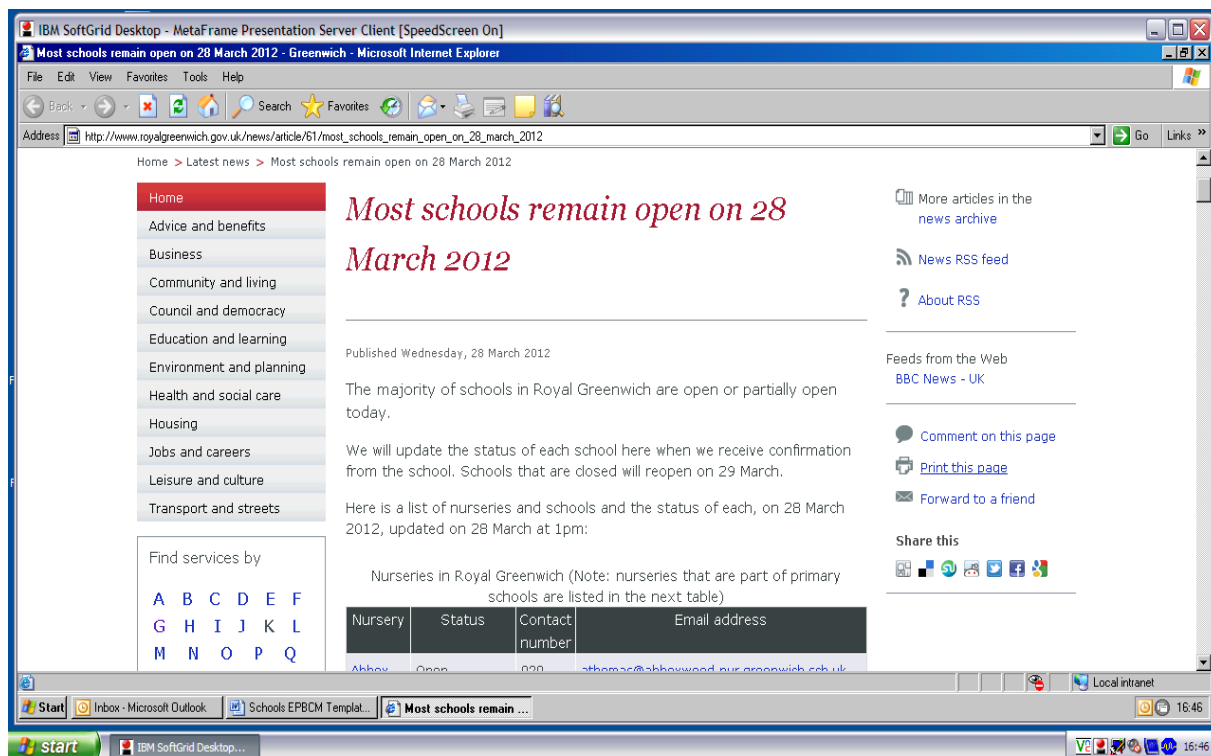 IBM SoftGrid Desktop - MetaFrame Presentation Server Client [SpeedScreen On]
Most schools remain open on 28 March 2012 - Greenwich - Microsoft Internet Explorer
File Edit View Favorites Tools Help
Back Search Favorites
Address http://www.royalgreenwich.gov.uk/news/article/61/most_schools_remain_open_on_28_march_2012 Go Links »
Home > Latest news > Most schools remain open on 28 March 2012
Home
Advice and benefits
Business
Community and living
Council and democracy
Education and learning
Environment and planning
Health and social care
Housing
Jobs and careers
Leisure and culture
Transport and streets
Find services by
A B C D E F
G H I J K L
M N O P Q
Most schools remain open on 28
March 2012
Published Wednesday, 28 March 2012
The majority of schools in Royal Greenwich are open or partially open
today.
We will update the status of each school here when we receive confirmation
from the school. Schools that are closed will reopen on 29 March.
Here is a list of nurseries and schools and the status of each, on 28 March
2012, updated on 28 March at 1pm:
Nurseries in Royal Greenwich (Note: nurseries that are part of primary
schools are listed in the next table)
Nursery Status Contact Email address
number
Abbey Open 020 athomas@abbeywood.nur.greenwich.sch.uk
More articles in the
news archive
News RSS feed
? About RSS
Feeds from the Web
BBC News - UK
Comment on this page
Print this page
Forward to a friend
Share this
Local intranet
Start Inbox - Microsoft Outlook Schools EPBCM Templat... Most schools remain ... 16:46
start IBM SoftGrid Desktop... 16:46